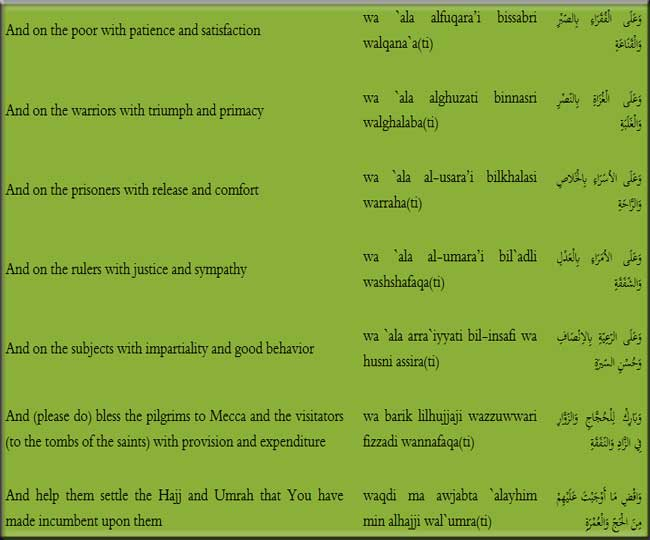 And on the poor with patience and satisfaction
wa `ala alfuqara'i bissabri
walqana`a(ti)
وَعَلَى الْفُقَرَاءِ بِالصَّبْرِ
وَالْقَنَاعَةِ
And on the warriors with triumph and primacy
wa `ala alghuzati binnasri
walghalaba(ti)
وَعَلَى الْغُزَاةِ بِالنَّصْرِ
وَالْغَلَبَةِ
And on the prisoners with release and comfort
wa `ala al-usara'i bilkhalasi
warraha(ti)
وَعَلَى الأُسَرَاءِ بِالْخَلاصِ
وَالرَّاحَةِ
And on the rulers with justice and sympathy
wa `ala al-umara'i bil`adli
washshafaqa(ti)
وَعَلَى الأُمَرَاءِ بِالْعَدْلِ
وَالشَّفَقَةِ
And on the subjects with impartiality and good behavior
wa `ala arra`iyyati bil-insafi wa
husni assira(ti)
وَعَلَى الرَّعِيَّةِ بِالإِنْصَافِ
وَحُسْنِ السِّيرَةِ
And (please do) bless the pilgrims to Mecca and the visitators
(to the tombs of the saints) with provision and expenditure
wa barik lilhujjaji wazzuwwari
fizzadi wannafaqa(ti)
وَبَارِكْ لِلْحُجَّاجِ وَالزُّوَّارِ
فِي الزَّادِ وَالنَّفَقَةِ
And help them settle the Hajj and Umrah that You have
made incumbent upon them
waqdi ma awjabta `alayhim
min alhajji wal`umra(ti)
وَاقْضِ مَا أَوْجَبْتَ عَلَيْهِمْ
مِنَ الْحَجِّ وَالْعُمْرَةِ